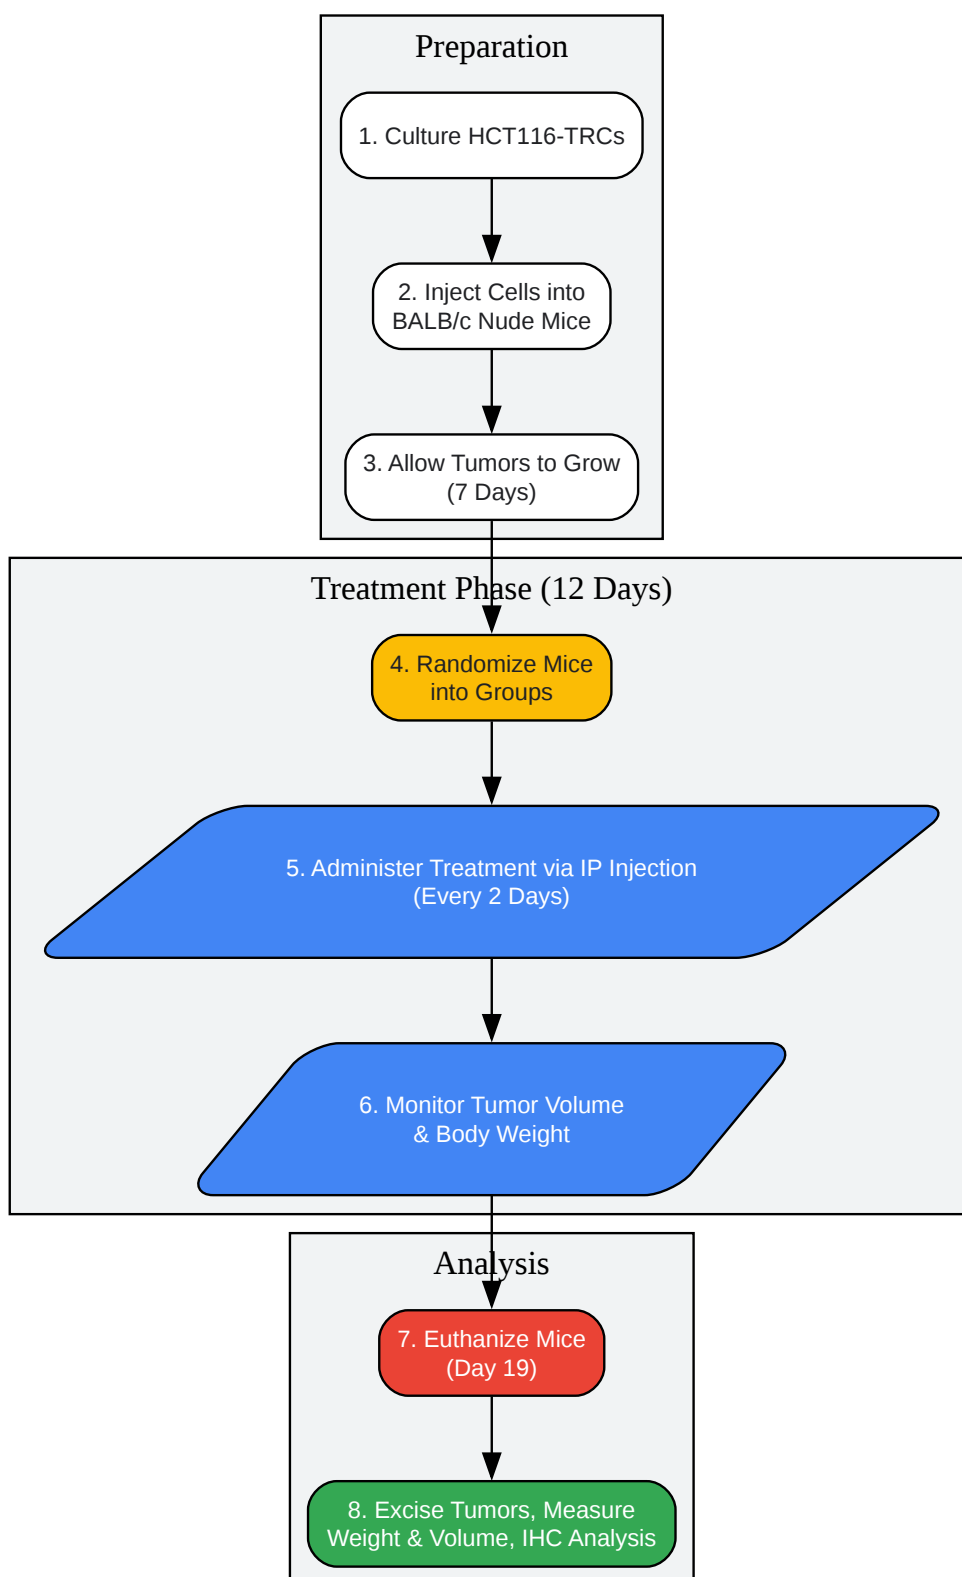 Preparation
1. Culture HCT116-TRCs
2. Inject Cells into
BALB/c Nude Mice
3. Allow Tumors to Grow
(7 Days)
Treatment Phase (12 Days)
4. Randomize Mice
into Groups
5. Administer Treatment via IP Injection
(Every 2 Days)
6. Monitor Tumor Volume
& Body Weight
Analysis
7. Euthanize Mice
(Day 19)
8. Excise Tumors, Measure
Weight & Volume, IHC Analysis